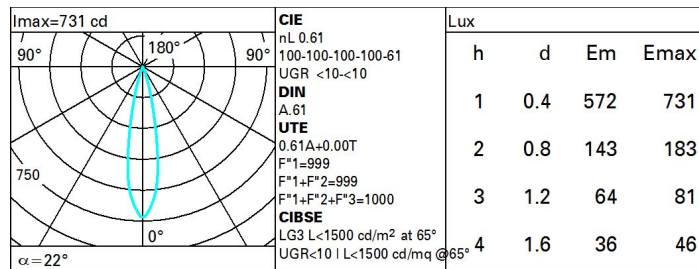 Imax=731 cd
90° 180° 90°
750
0°
α=22°
CIE
nL 0.61
100-100-100-100-61
UGR <10-<10
DIN
A.61
UTE
0.61A+0.00T
F"1=999
F"1+F"2=999
F"1+F"2+F"3=1000
CIBSE
LG3 L<1500 cd/m² at 65°
UGR<10 | L<1500 cd/mq @65°
Lux
h d Em Emax
1 0.4 572 731
2 0.8 143 183
3 1.2 64 81
4 1.6 36 46